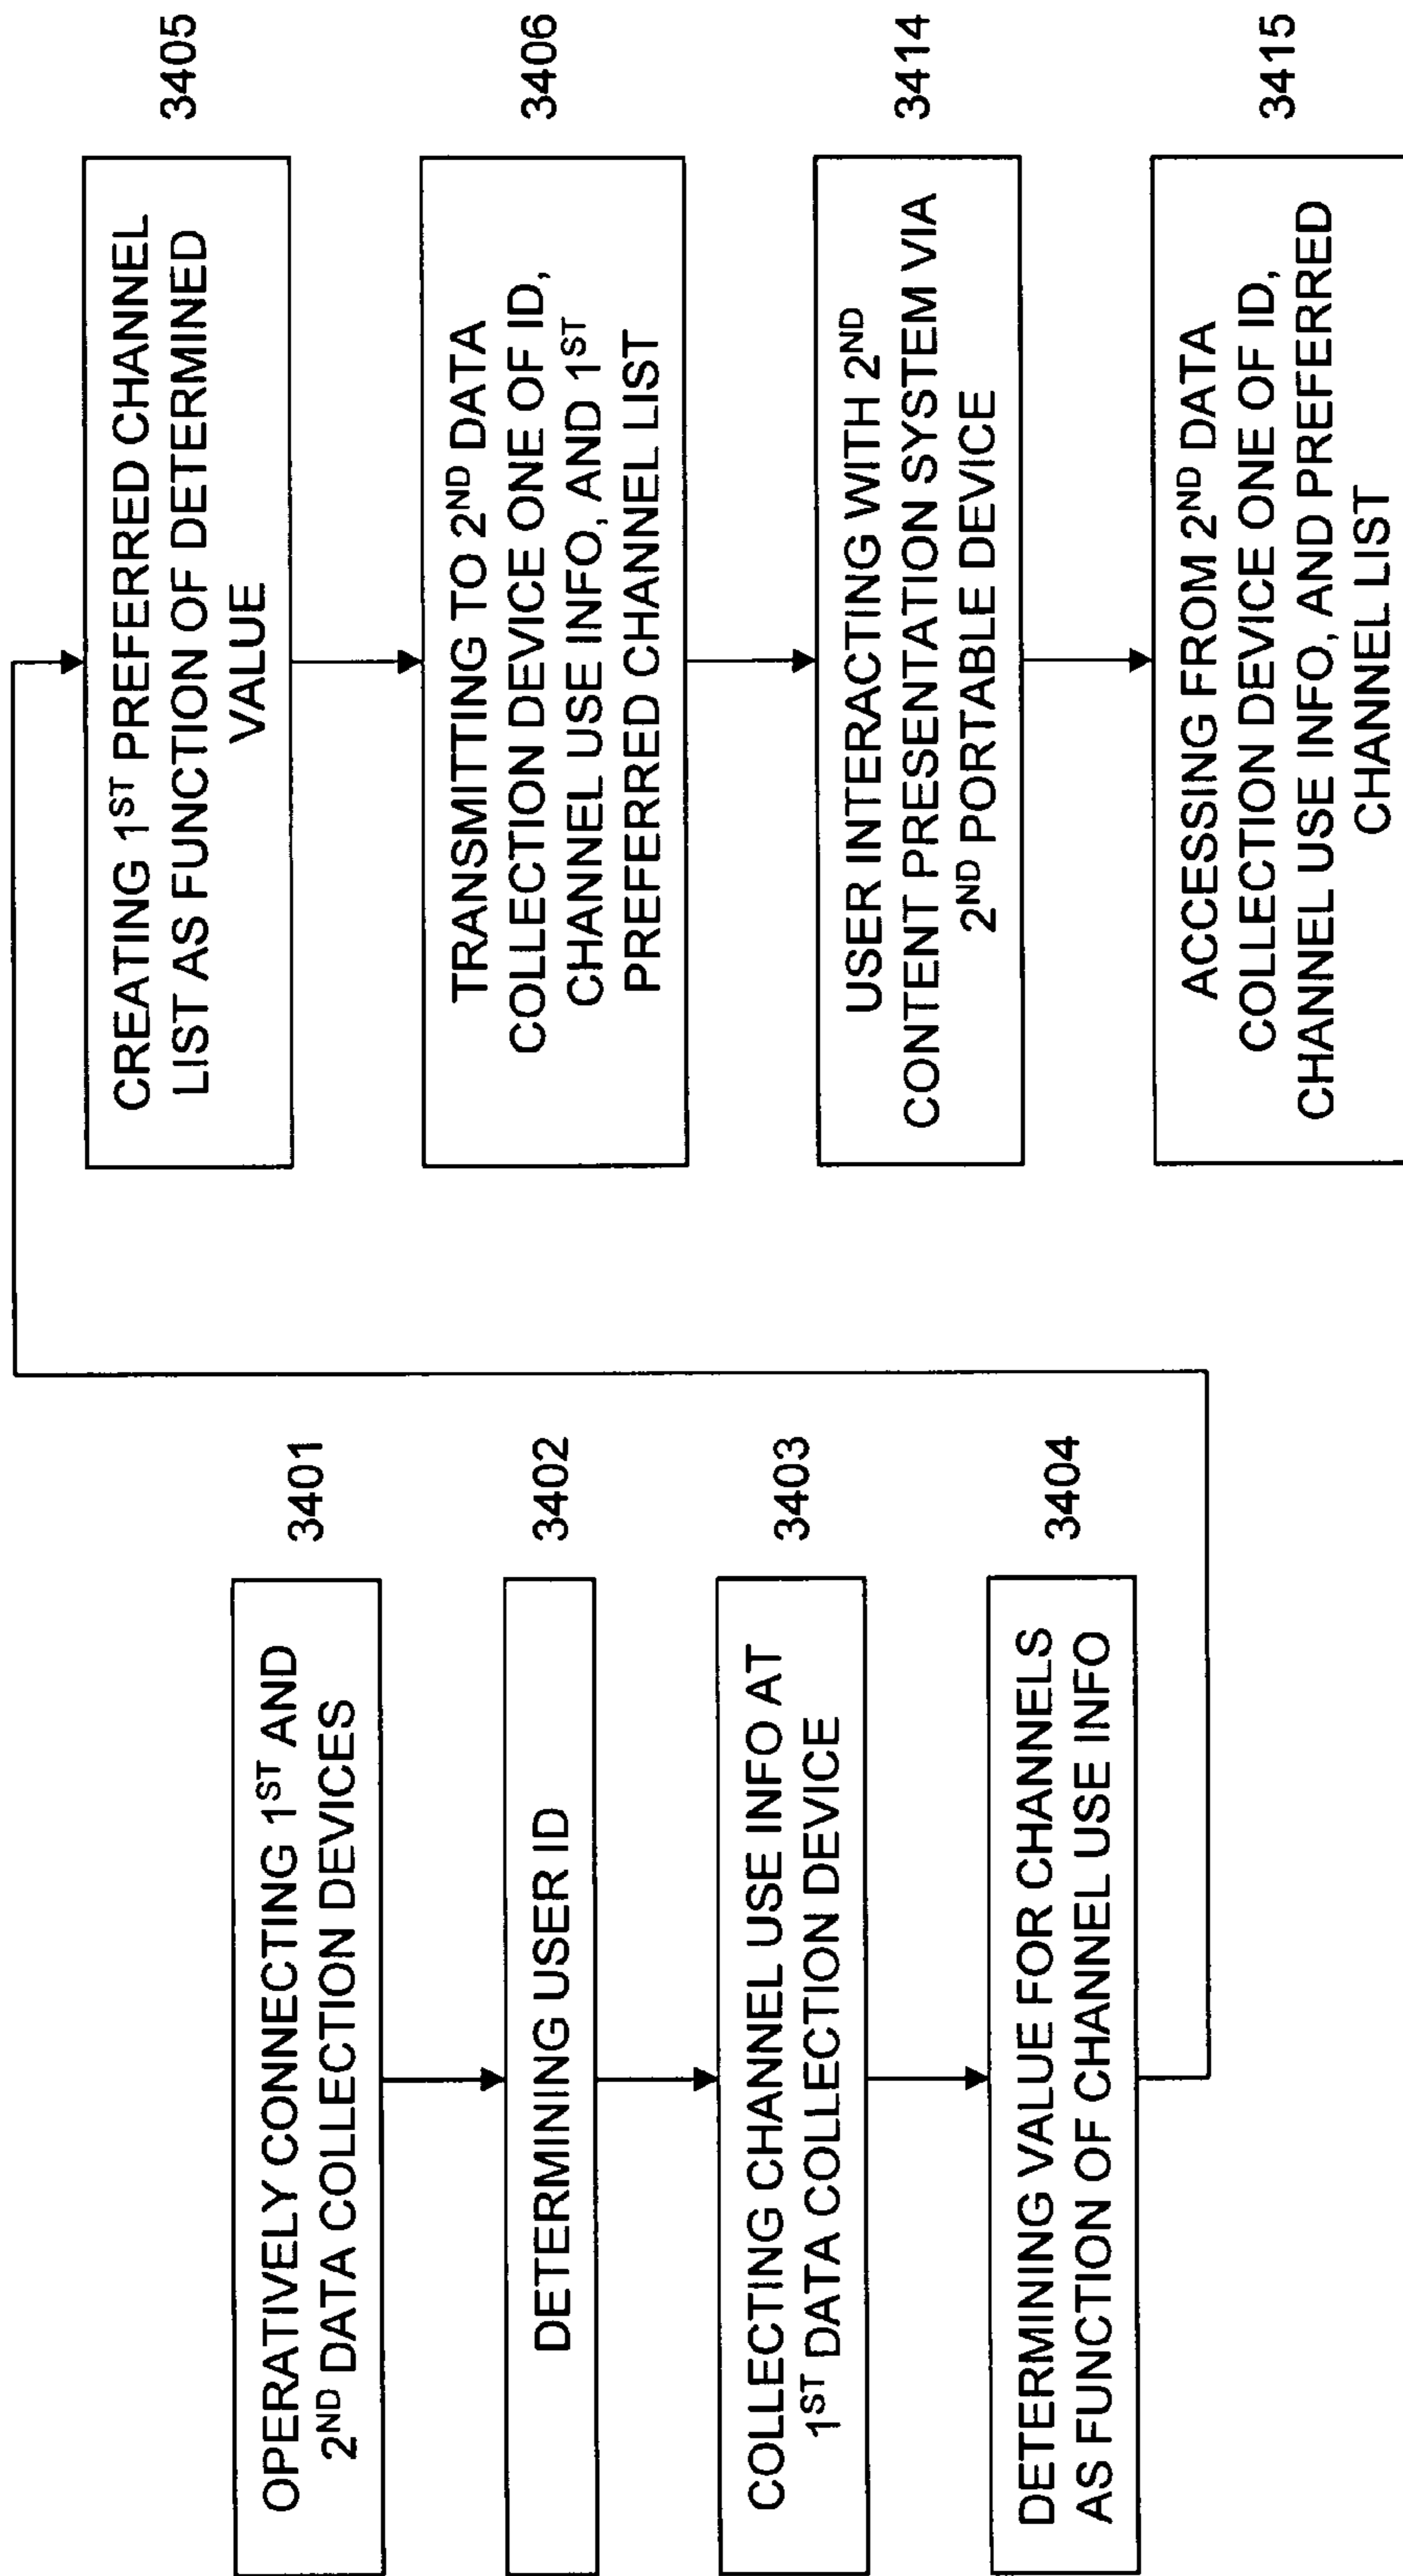 OPERATIVELY CONNECTING 1ST AND
2ND DATA COLLECTION DEVICES
3401
DETERMINING USER ID
3402
COLLECTING CHANNEL USE INFO AT
1ST DATA COLLECTION DEVICE
3403
DETERMINING VALUE FOR CHANNELS
AS FUNCTION OF CHANNEL USE INFO
3404
CREATING 1ST PREFERRED CHANNEL
LIST AS FUNCTION OF DETERMINED
VALUE
3405
TRANSMITTING TO 2ND DATA
COLLECTION DEVICE ONE OF ID,
CHANNEL USE INFO, AND 1ST
PREFERRED CHANNEL LIST
3406
USER INTERACTING WITH 2ND
CONTENT PRESENTATION SYSTEM VIA
2ND PORTABLE DEVICE
3414
ACCESSING FROM 2ND DATA
COLLECTION DEVICE ONE OF ID,
CHANNEL USE INFO, AND PREFERRED
CHANNEL LIST
3415